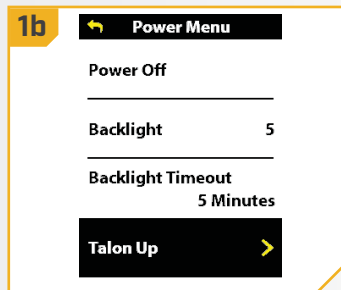 1b
Power Menu
Power Off
Backlight 5
Backlight Timeout
5 Minutes
Talon Up